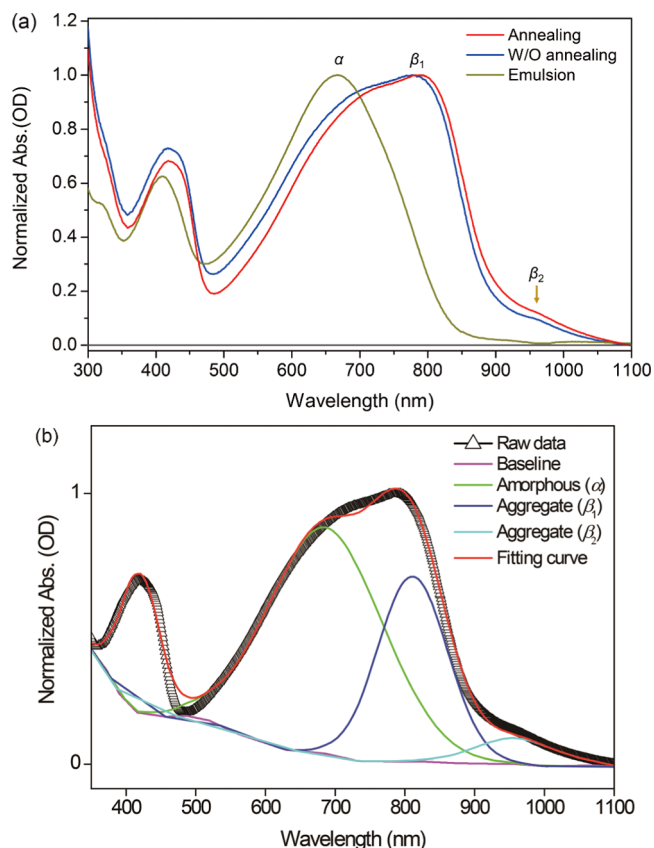 (a)
Annealing
W/O annealing
Emulsion
α
β1
β2
Normalized Abs.(OD)
1.0
0.8
0.6
0.4
0.2
0.0
300 400 500 600 700 800 900 1000 1100
Wavelength (nm)
(b)
Raw data
Baseline
Amorphous (α)
Aggregate (β1)
Aggregate (β2)
Fitting curve
Normalized Abs. (OD)
1
0
400 500 600 700 800 900 1000 1100
Wavelength (nm)